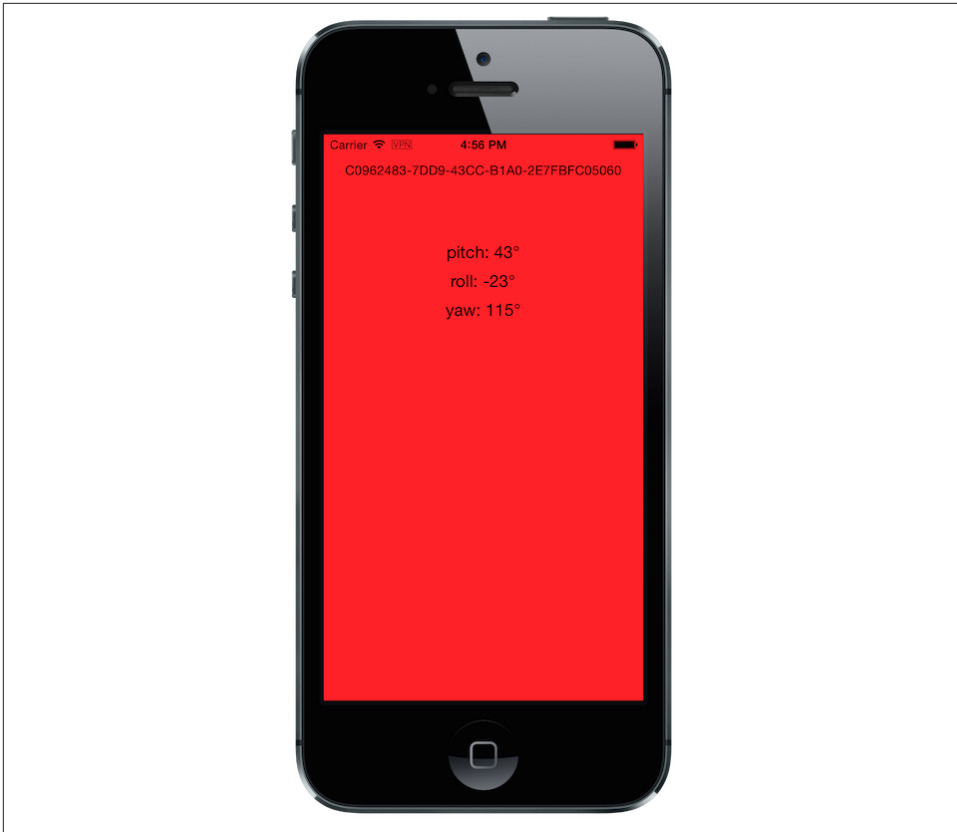 Carrier VPN 4:56 PM
C0962483-7DD9-43CC-B1A0-2E7FBFC05060
pitch: 43°
roll: -23°
yaw: 115°